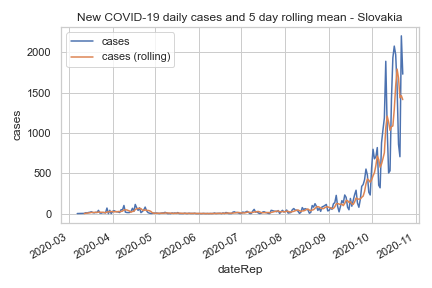 New COVID-19 daily cases and 5 day rolling mean - Slovakia
cases
cases (rolling)
2000
1500
1000
500
0
cases
2020-03
2020-04
2020-05
2020-06
2020-07
2020-08
2020-09
2020-10
2020-11
dateRep